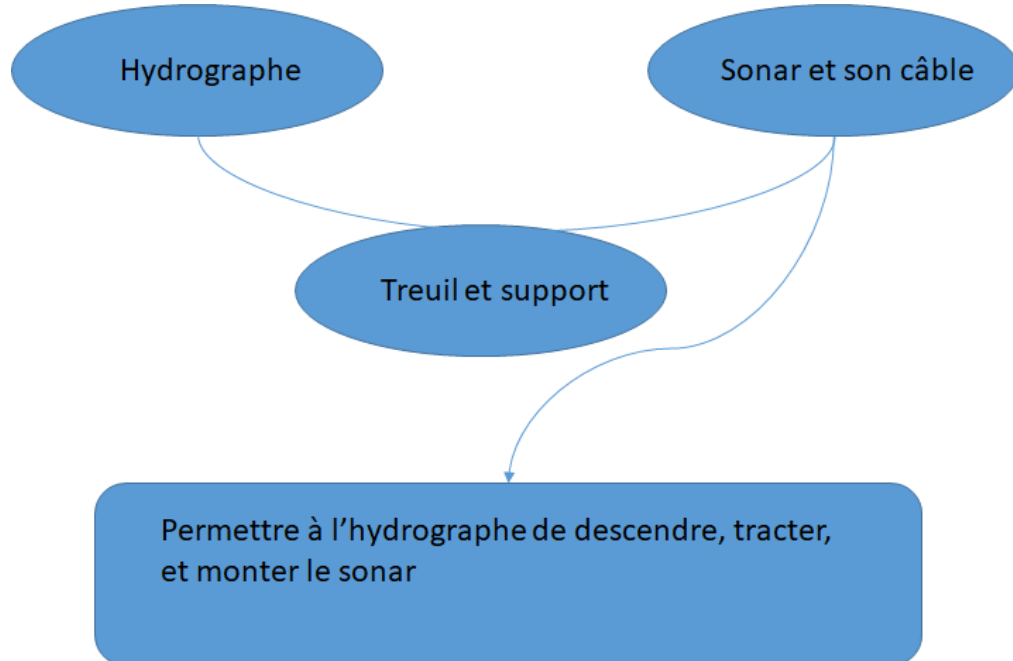 Hydrographe
Sonar et son câble
Treuil et support
Permettre à l’hydrographe de descendre, tracter,
et monter le sonar